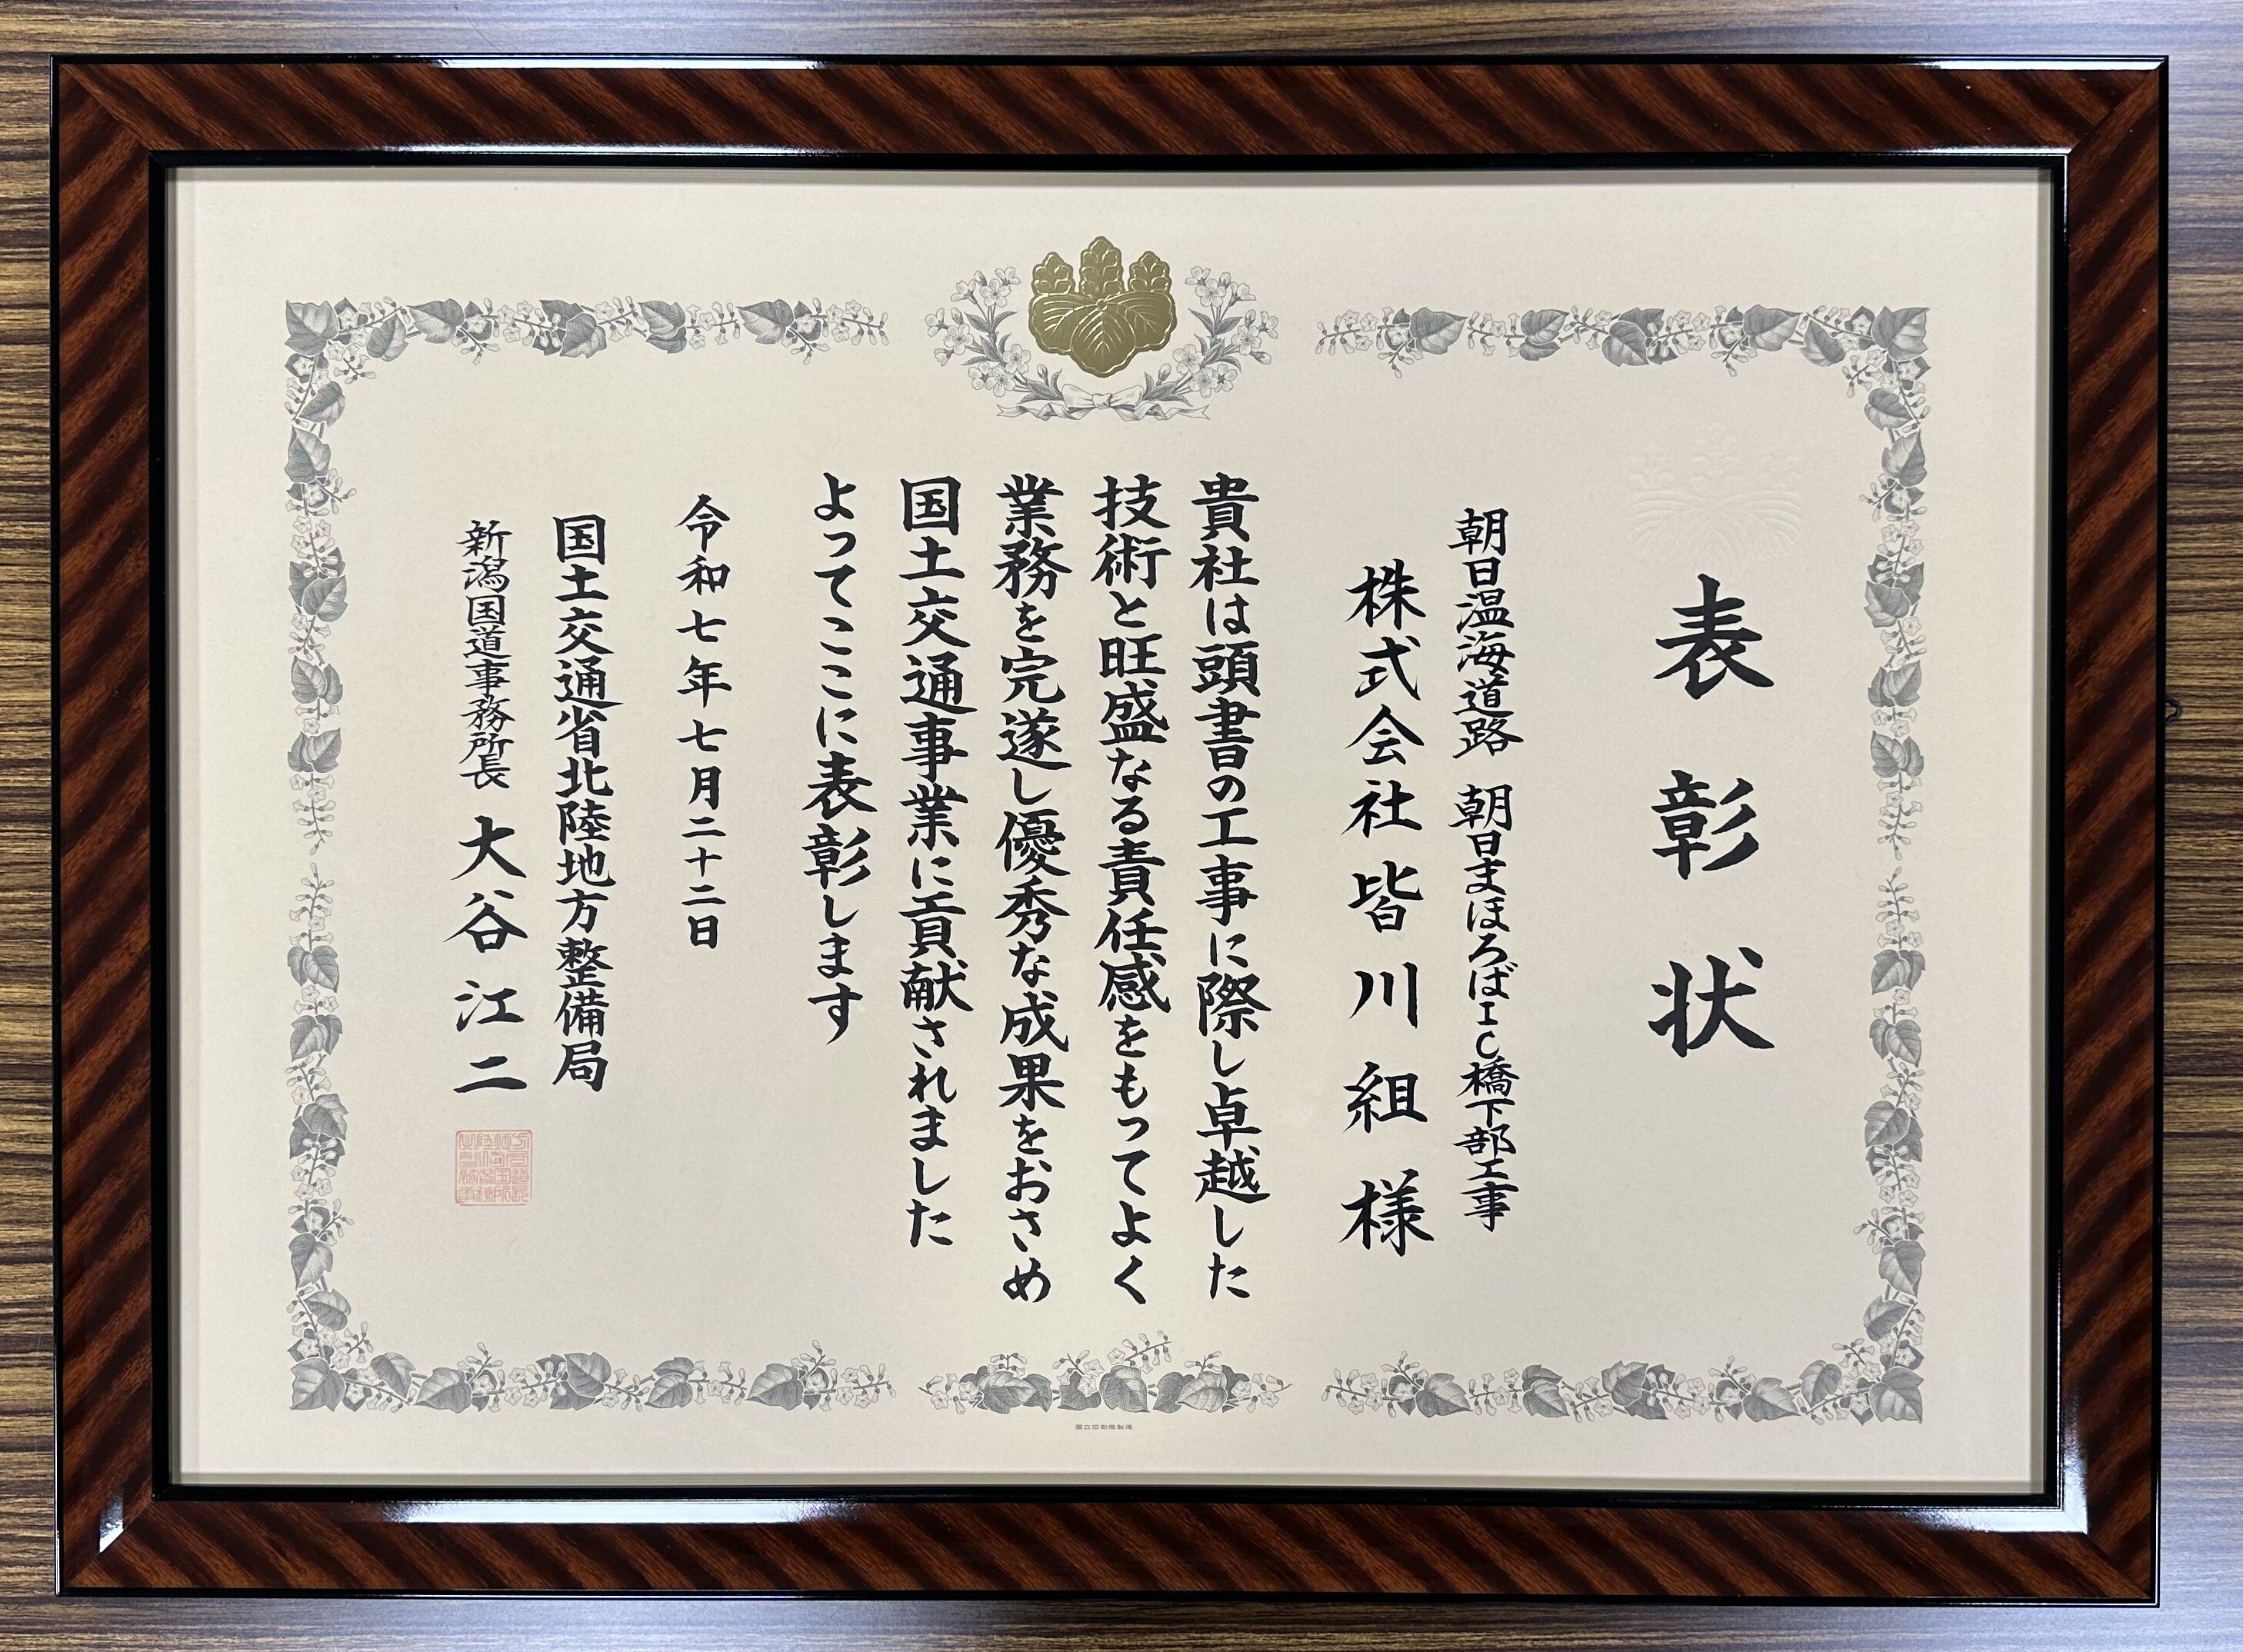 表彰状
朝日温海道路 朝日まほろばIC橋下部工事
株式会社皆川組様
貴社は頭書の工事に際し卓越した
技術と旺盛なる責任感をもってよく
業務を完遂し優秀な成果をおさめ
国土交通事業に貢献されました
よってここに表彰します
令和七年七月二十二日
国土交通省北陸地方整備局
新潟国道事務所長 大谷江二
国立印刷局製造